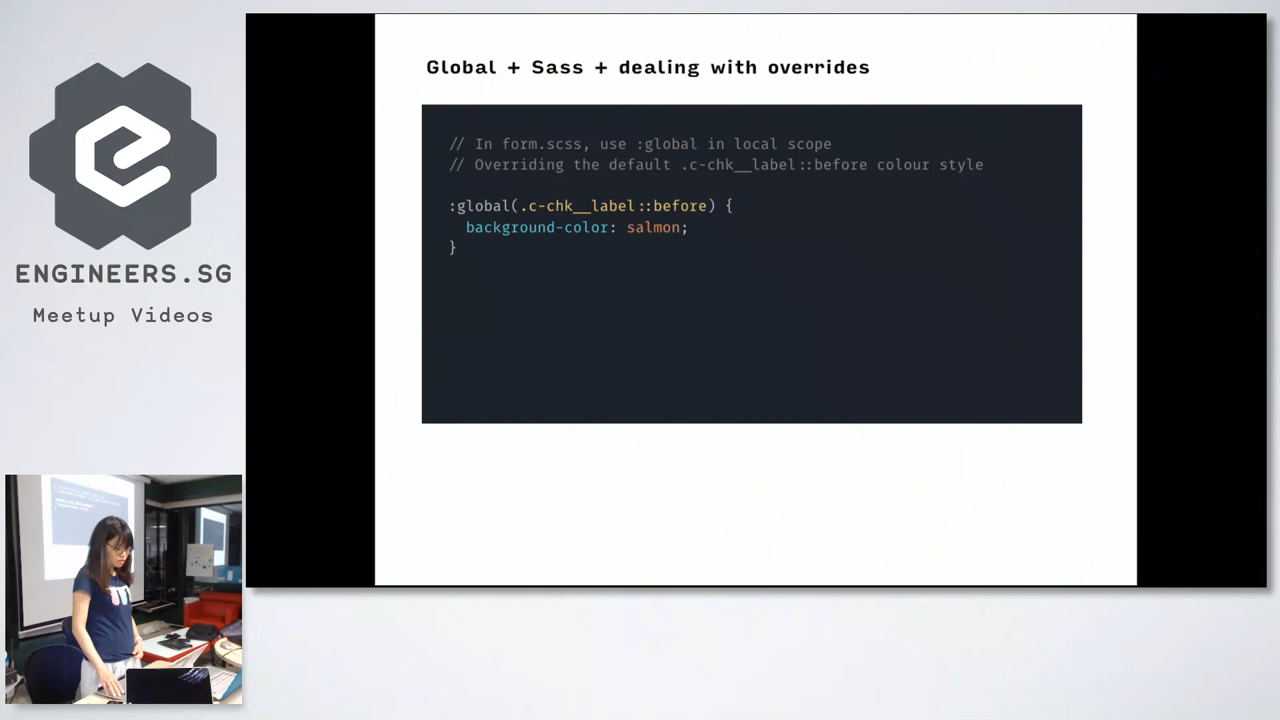 ENGINEERS.SG
Meetup Videos
Global + Sass + dealing with overrides
// In form.scss, use :global in local scope
// Overriding the default .c-chk__label::before colour style
:global(.c-chk__label::before) {
background-color: salmon;
}